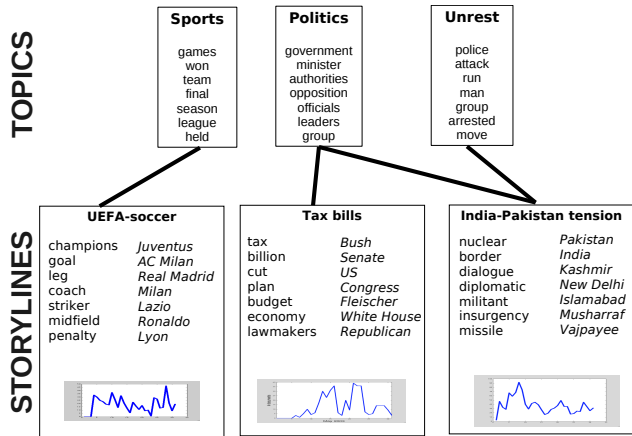 TOPICS
Sports
games
won
team
final
season
league
held
Politics
government
minister
authorities
opposition
officials
leaders
group
Unrest
police
attack
run
man
group
arrested
move
STORYLINES
UEFA-soccer
champions Juventus
goal AC Milan
leg Real Madrid
coach Milan
striker Lazio
midfield Ronaldo
penalty Lyon
Tax bills
tax Bush
billion Senate
cut US
plan Congress
budget Fleischer
economy White House
lawmakers Republican
India-Pakistan tension
nuclear Pakistan
border India
dialogue Kashmir
diplomatic New Delhi
militant Islamabad
insurgency Musharraf
missile Vajpayee